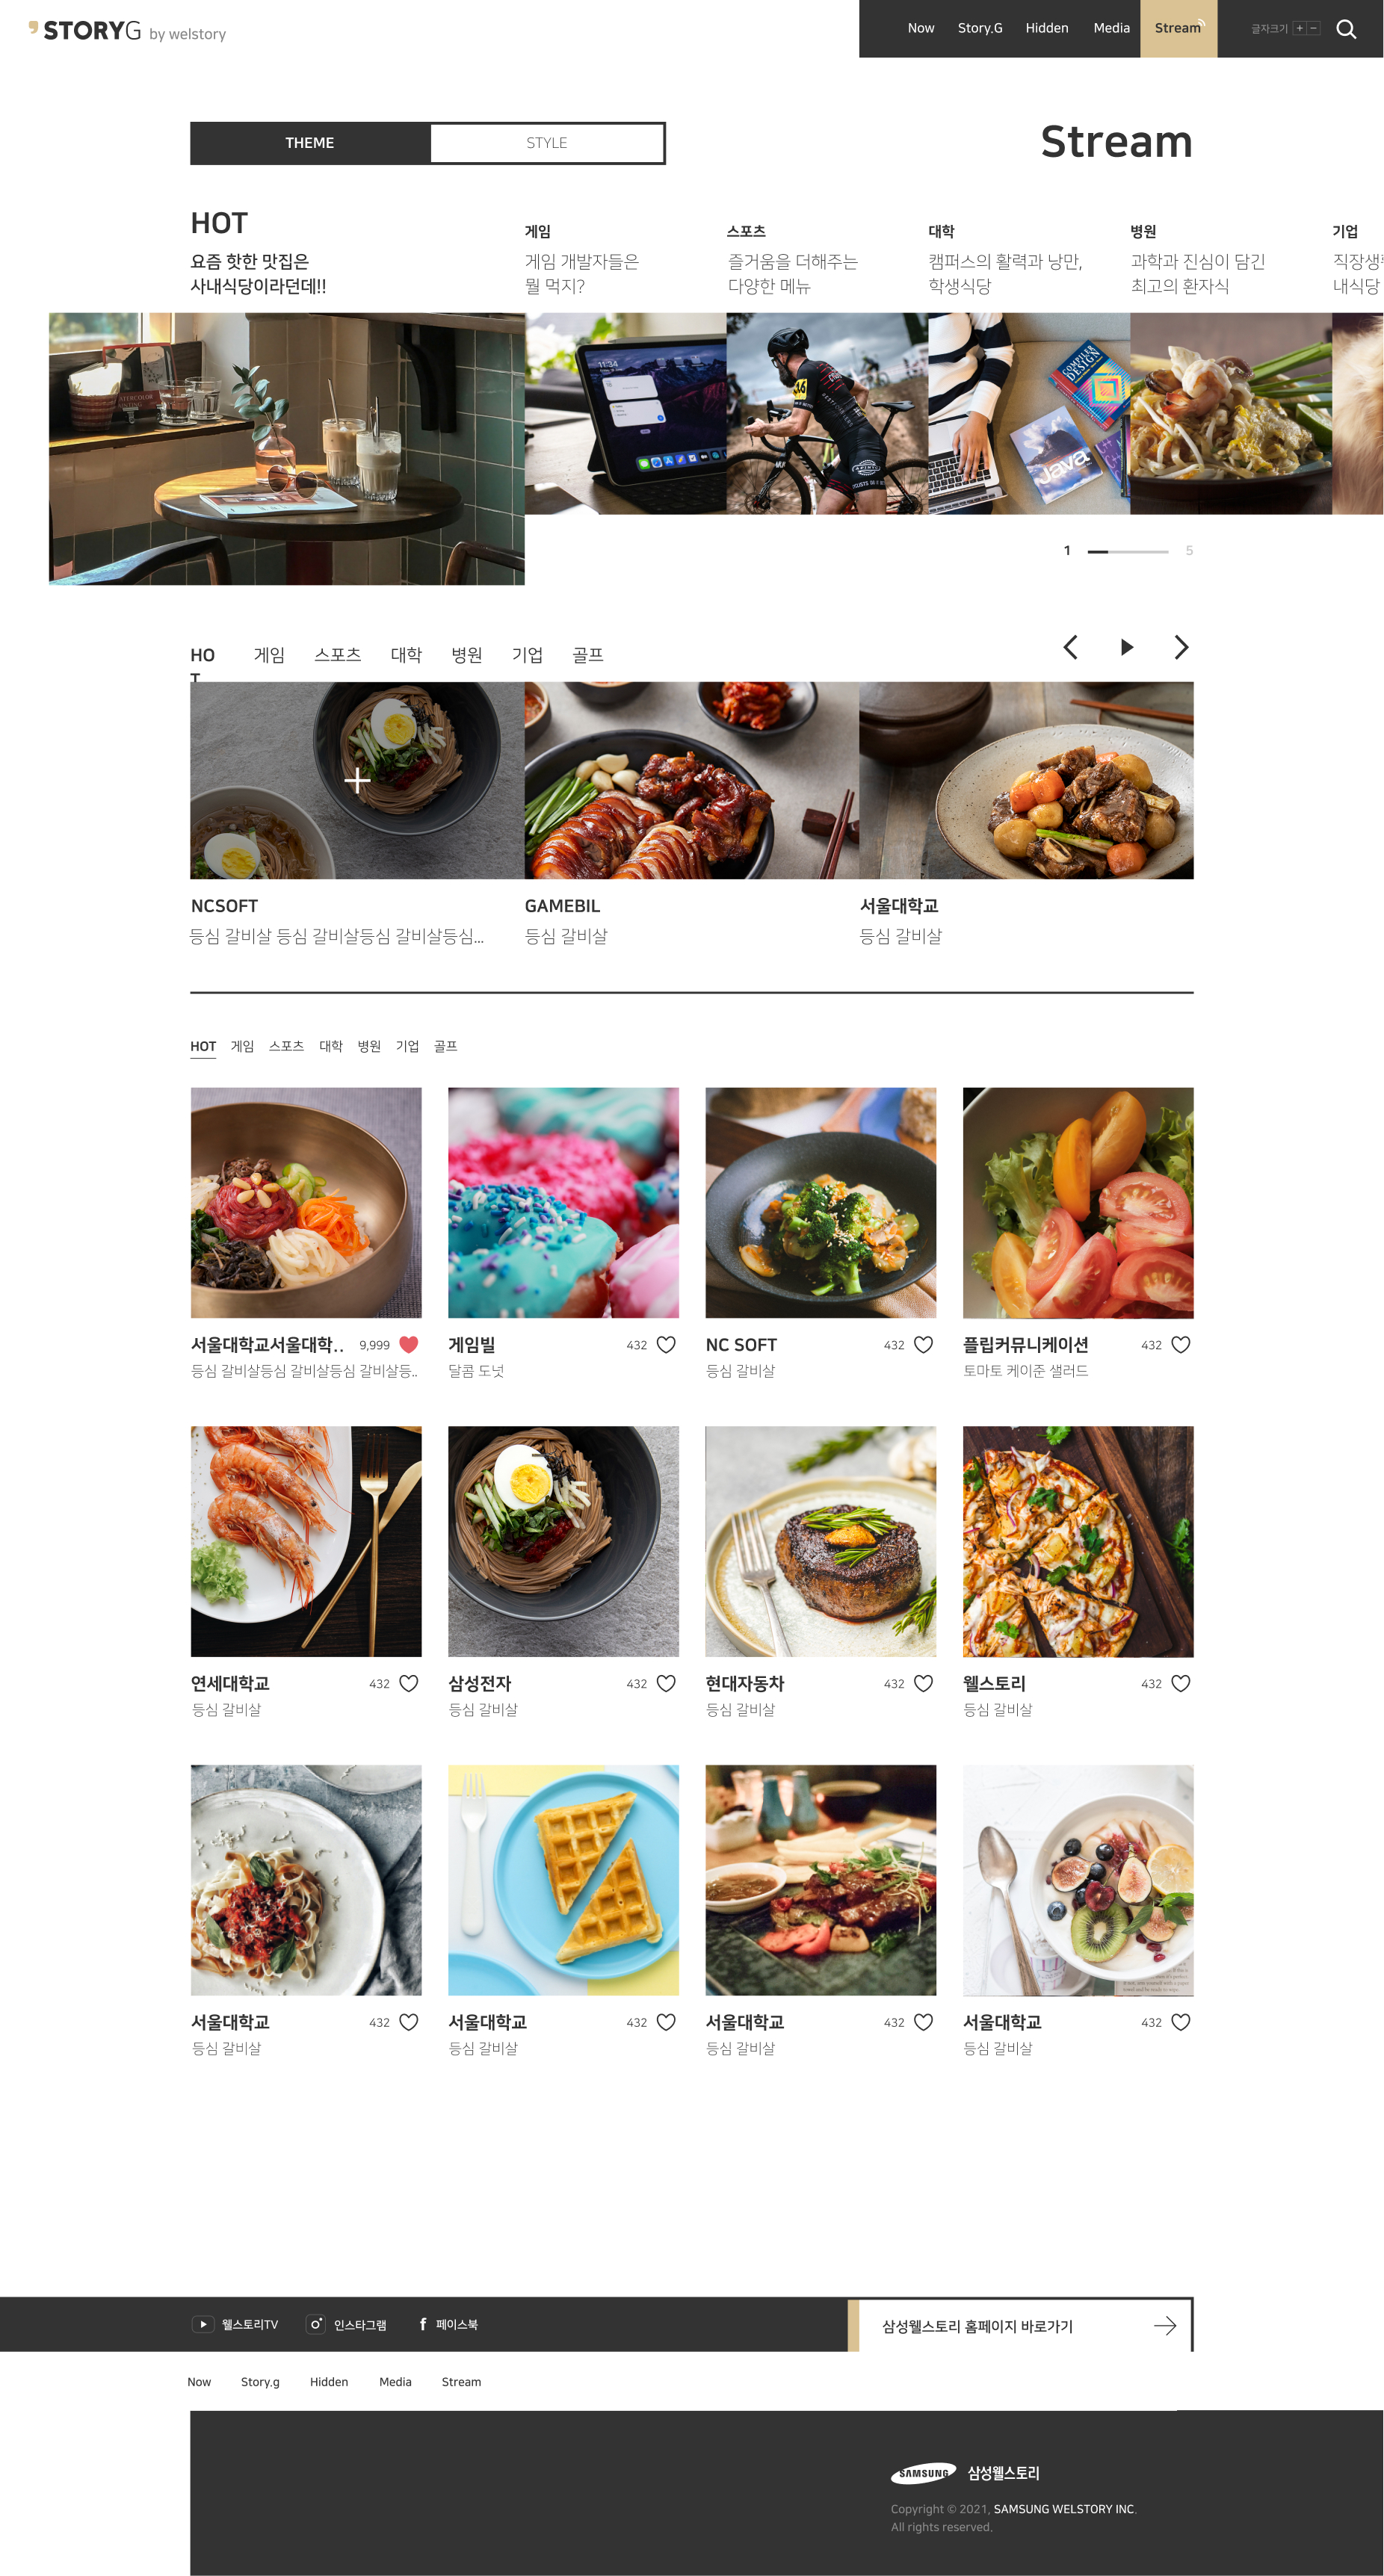 STORYG by welstory
Now Story.G Hidden Media Stream 글자크기 + −
THEME STYLE
Stream
HOT
요즘 핫한 맛집은
사내식당이라던데!!
게임
게임 개발자들은
뭘 먹지?
스포츠
즐거움을 더해주는
다양한 메뉴
대학
캠퍼스의 활력과 낭만,
학생식당
병원
과학과 진심이 담긴
최고의 환자식
기업
직장생
내식당
11:34
16
COMPILER
DESIGN
Java
1 5
HO
T
게임 스포츠 대학 병원 기업 골프
NCSOFT
등심 갈비살 등심 갈비살등심 갈비살등심...
GAMEBIL
등심 갈비살
서울대학교
등심 갈비살
HOT 게임 스포츠 대학 병원 기업 골프
서울대학교서울대학.. 9,999
등심 갈비살등심 갈비살등심 갈비살등..
게임빌 432
달콤 도넛
NC SOFT 432
등심 갈비살
플립커뮤니케이션 432
토마토 케이준 샐러드
연세대학교 432
등심 갈비살
삼성전자 432
등심 갈비살
현대자동차 432
등심 갈비살
웰스토리 432
등심 갈비살
서울대학교 432
등심 갈비살
서울대학교 432
등심 갈비살
서울대학교 432
등심 갈비살
서울대학교 432
등심 갈비살
웰스토리TV 인스타그램 페이스북
삼성웰스토리 홈페이지 바로가기
Now Story.g Hidden Media Stream
SAMSUNG 삼성웰스토리
Copyright © 2021, SAMSUNG WELSTORY INC.
All rights reserved.